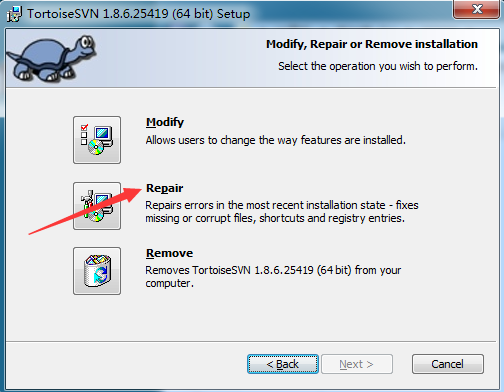 TortoiseSVN 1.8.6.25419 (64 bit) Setup
Modify, Repair or Remove installation
Select the operation you wish to perform.
Modify
Allows users to change the way features are installed.
Repair
Repairs errors in the most recent installation state - fixes
missing or corrupt files, shortcuts and registry entries.
Remove
Removes TortoiseSVN 1.8.6.25419 (64 bit) from your
computer.
< Back
Next >
Cancel